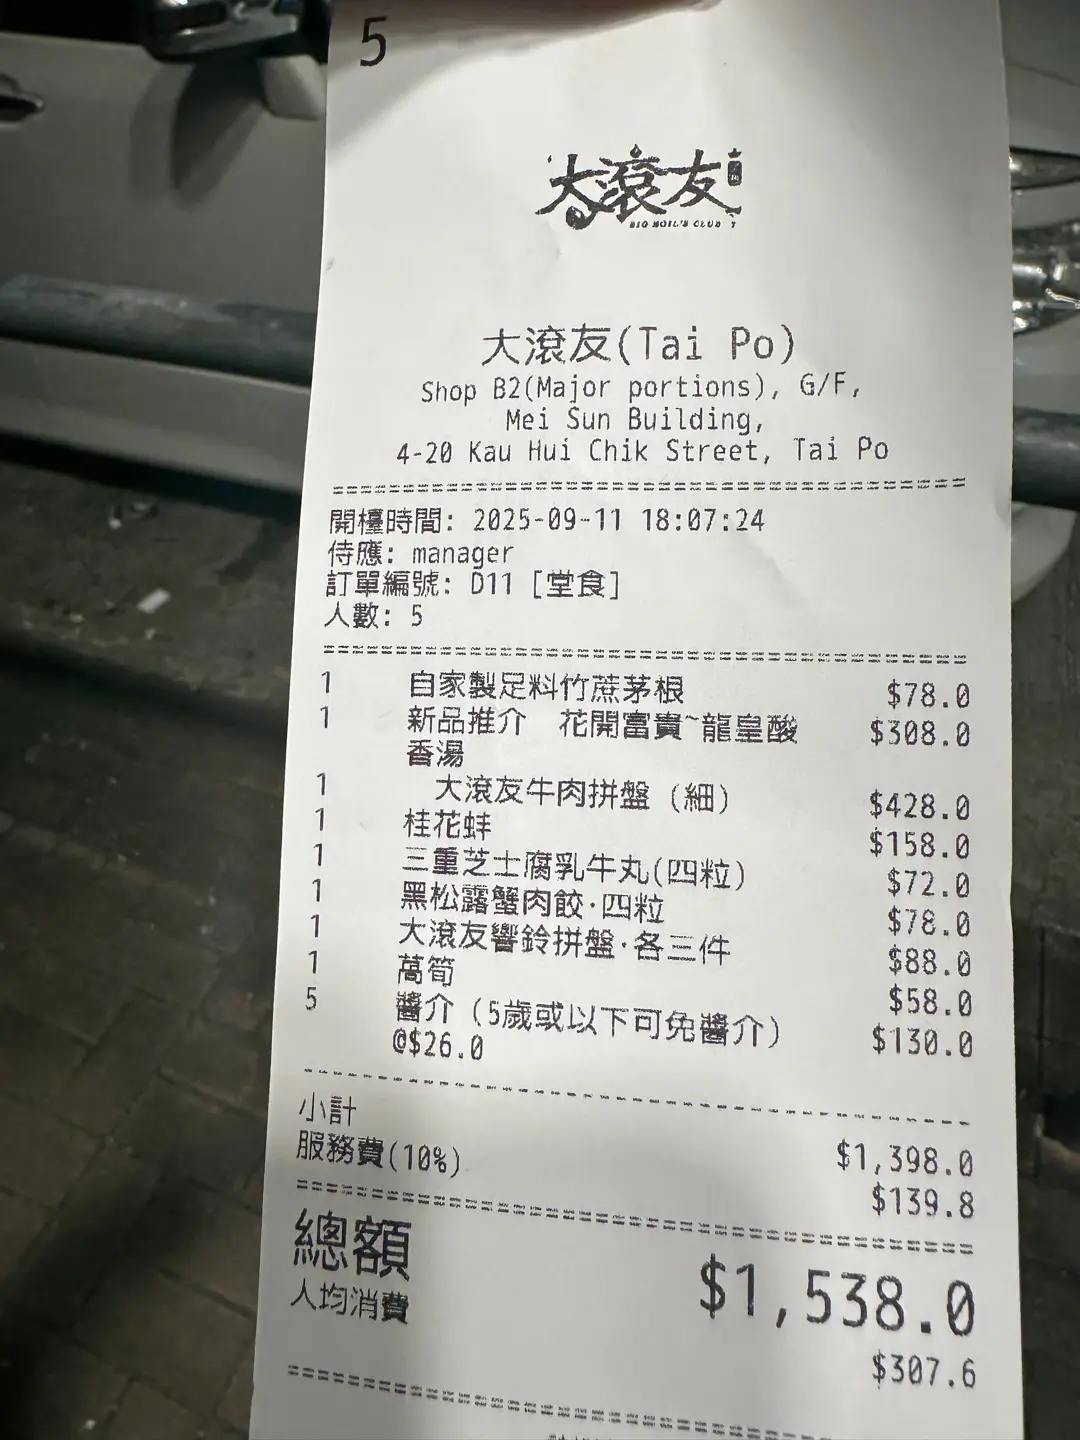 5
大滾友
BIG BOIL'S CLUB
大滾友(Tai Po)
Shop B2(Major portions), G/F,
Mei Sun Building,
4-20 Kau Hui Chik Street, Tai Po
開檯時間: 2025-09-11 18:07:24
侍應: manager
訂單編號: D11 [堂食]
人數: 5
1 自家製足料竹蔗茅根 $78.0
1 新品推介 花開富貴~龍皇酸 $308.0
香湯
1 大滾友牛肉拼盤 (細) $428.0
1 桂花蚌 $158.0
1 三重芝士腐乳牛丸(四粒) $72.0
1 黑松露蟹肉餃·四粒 $78.0
1 大滾友響鈴拼盤·各三件 $88.0
1 萵筍 $58.0
5 醬介 (5歲或以下可免醬介) $130.0
@$26.0
小計 $1,398.0
服務費(10%) $139.8
總額 $1,538.0
人均消費 $307.6